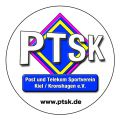 PTSK
Post und Telekom Sportverein
Kiel / Kronshagen e.V.
www.ptsk.de